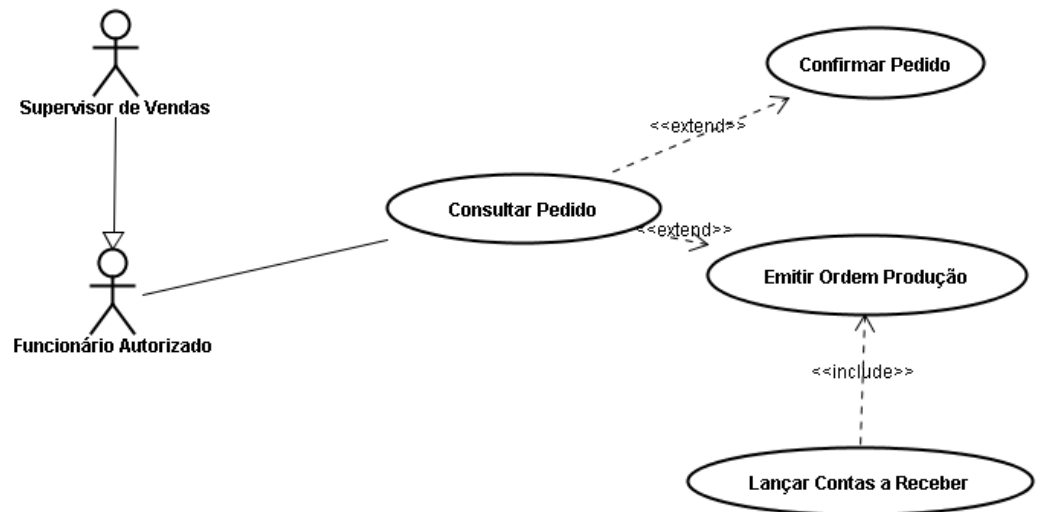 Confirmar Pedido
Supervisor de Vendas
<<extend>>
Consultar Pedido
<<extend>>
Emitir Ordem Produção
Funcionário Autorizado
<<include>>
Lançar Contas a Receber